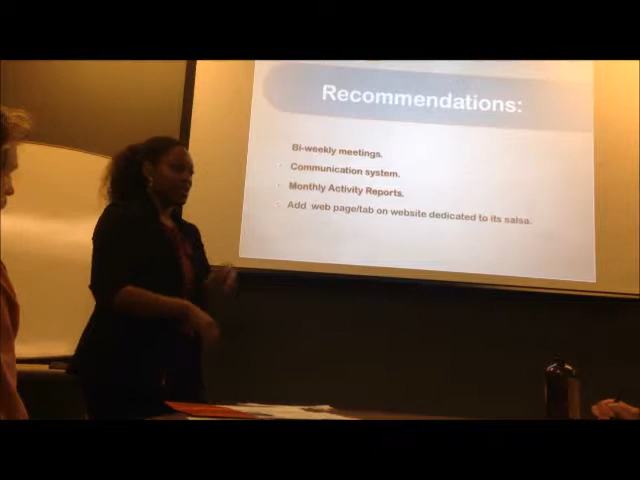 Recommendations:
Bi-weekly meetings.
Communication system.
Monthly Activity Reports.
Add web page/tab on website dedicated to its salsa.